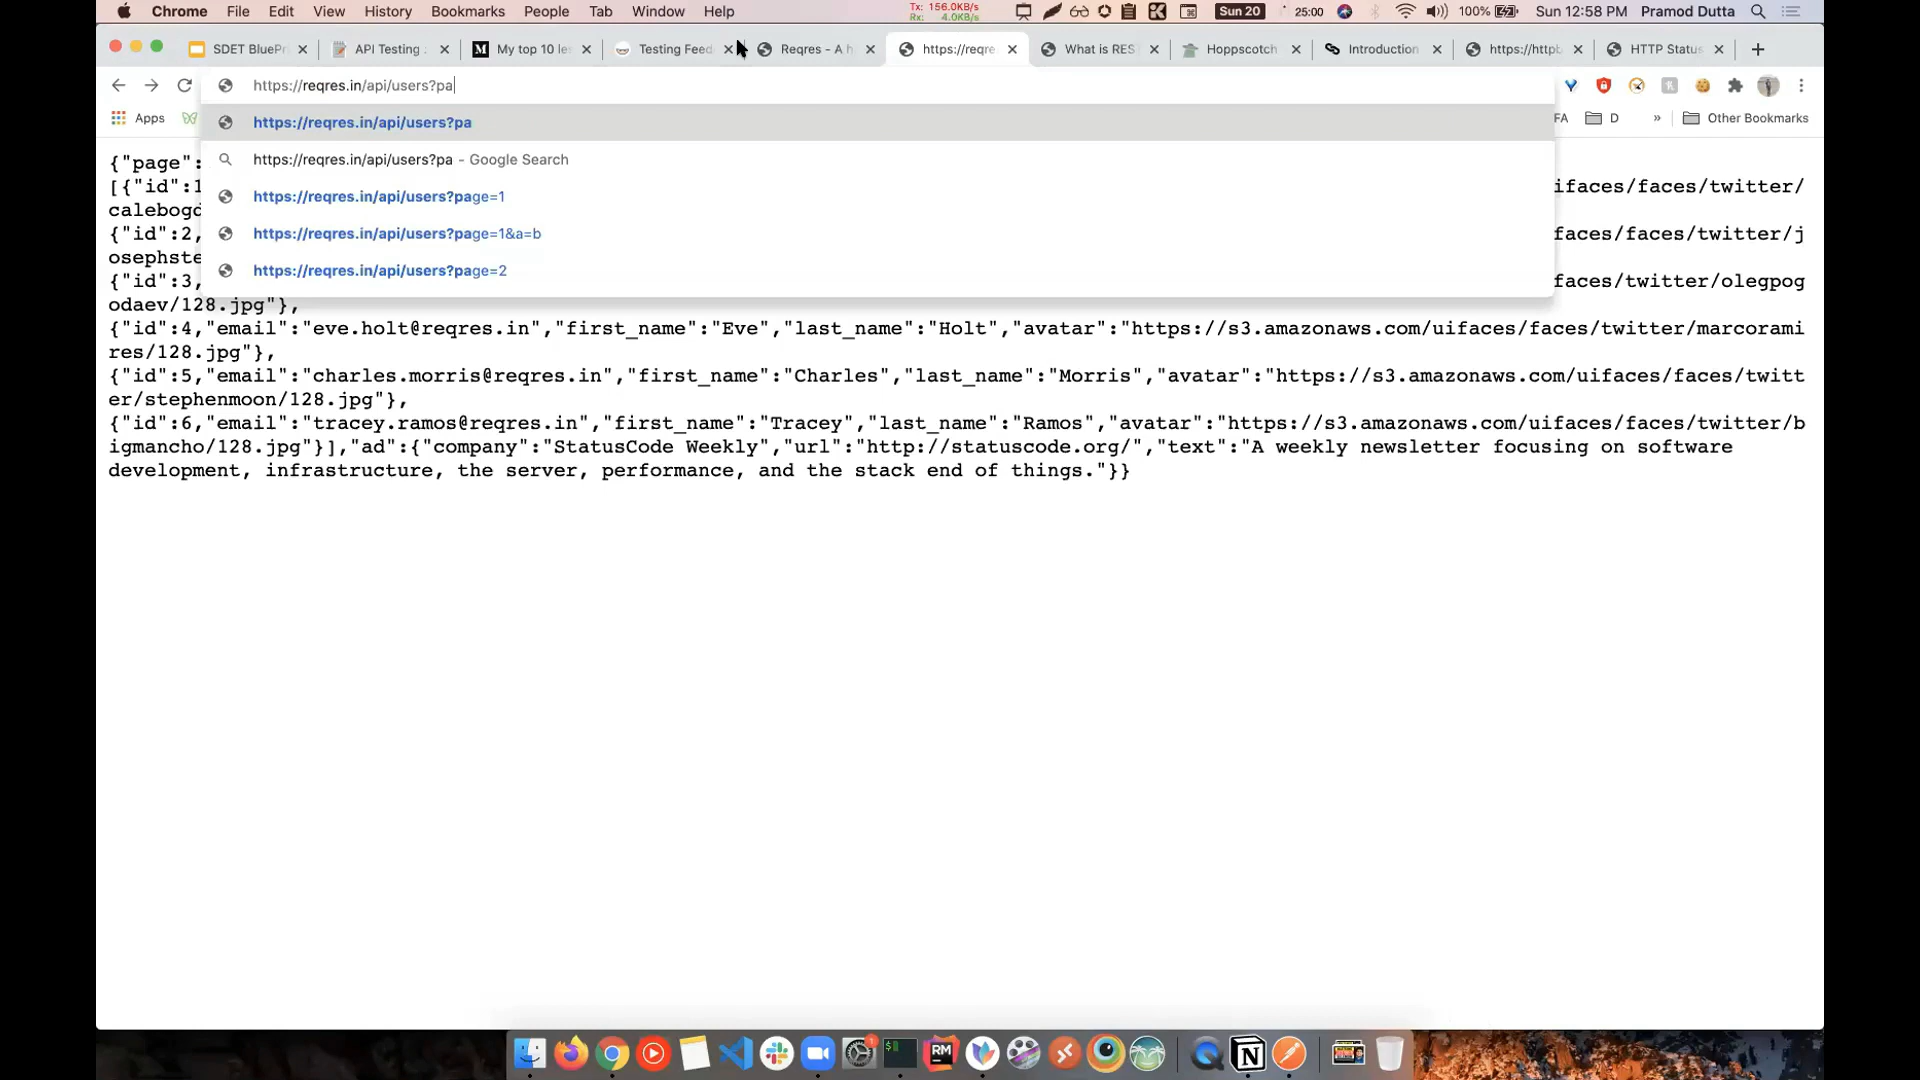 Chrome File Edit View History Bookmarks People Tab Window Help
Tx: 156.0KB/s
Rx: 4.0KB/s
Sun 20 25:00 100% Sun 12:58 PM Pramod Dutta
SDET BluePri API Testing : My top 10 le Testing Feed Reqres - A h https://reqre What is RES Hoppscotch Introduction https://httpb HTTP Status
https://reqres.in/api/users?pa
Apps FA D » Other Bookmarks
https://reqres.in/api/users?pa
https://reqres.in/api/users?pa - Google Search
https://reqres.in/api/users?page=1
https://reqres.in/api/users?page=1&a=b
https://reqres.in/api/users?page=2
{"page":
[{"id":1 ifaces/faces/twitter/
calebogd
{"id":2, faces/faces/twitter/j
osephste
{"id":3, faces/faces/twitter/olegpog
odaev/128.jpg"},
{"id":4,"email":"eve.holt@reqres.in","first_name":"Eve","last_name":"Holt","avatar":"https://s3.amazonaws.com/uifaces/faces/twitter/marcorami
res/128.jpg"},
{"id":5,"email":"charles.morris@reqres.in","first_name":"Charles","last_name":"Morris","avatar":"https://s3.amazonaws.com/uifaces/faces/twitt
er/stephenmoon/128.jpg"},
{"id":6,"email":"tracey.ramos@reqres.in","first_name":"Tracey","last_name":"Ramos","avatar":"https://s3.amazonaws.com/uifaces/faces/twitter/b
igmancho/128.jpg"}],"ad":{"company":"StatusCode Weekly","url":"http://statuscode.org/","text":"A weekly newsletter focusing on software
development, infrastructure, the server, performance, and the stack end of things."}}